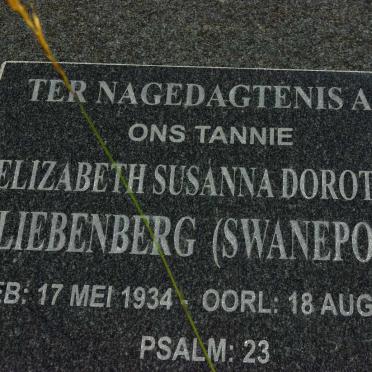 TER NAGEDAGTENIS A
ONS TANNIE
ELIZABETH SUSANNA DOROT
LIEBENBERG (SWANEPO
EB: 17 MEI 1934 - OORL: 18 AUG
PSALM: 23